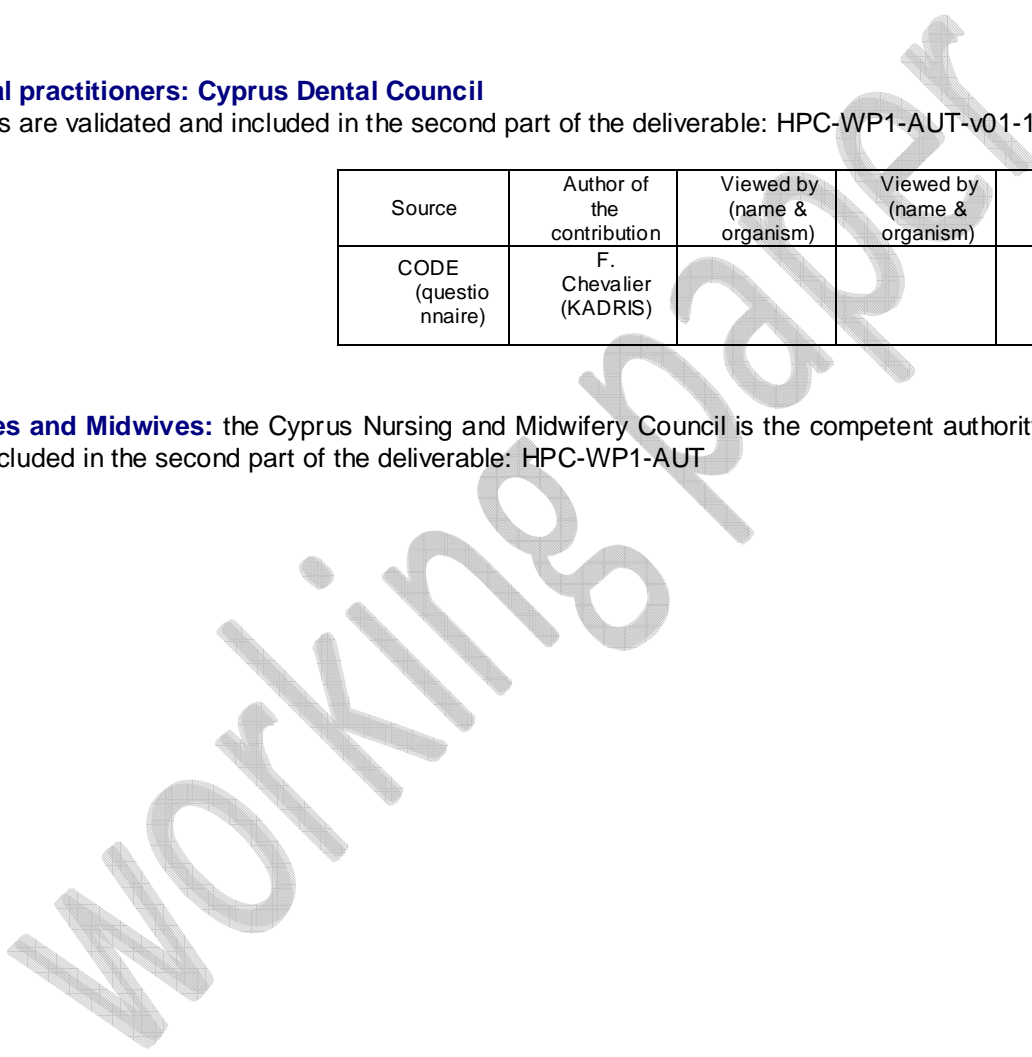 al practitioners: Cyprus Dental Council
s are validated and included in the second part of the deliverable: HPC-WP1-AUT-v01-1
Source
Author of
the
contribution
Viewed by
(name &
organism)
Viewed by
(name &
organism)
CODE
(questio
nnaire)
F.
Chevalier
(KADRIS)
es and Midwives: the Cyprus Nursing and Midwifery Council is the competent authorit
cluded in the second part of the deliverable: HPC-WP1-AUT
working paper